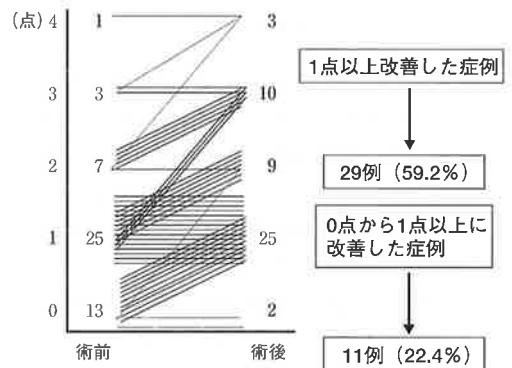 (点) 4 1 3
1点以上改善した症例
3 3 10
2 7 9
29例 (59.2%)
0点から1点以上に
改善した症例
1 25 25
0 13 2
術前 術後
11例 (22.4%)